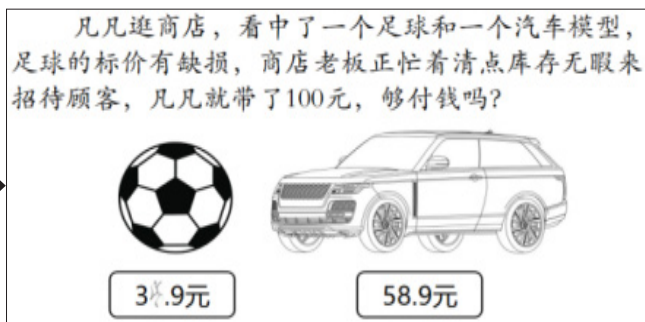 凡凡逛商店，看中了一个足球和一个汽车模型，
足球的标价有缺损，商店老板正忙着清点库存无暇来
招待顾客，凡凡就带了100元，够付钱吗？
3 .9元
58.9元